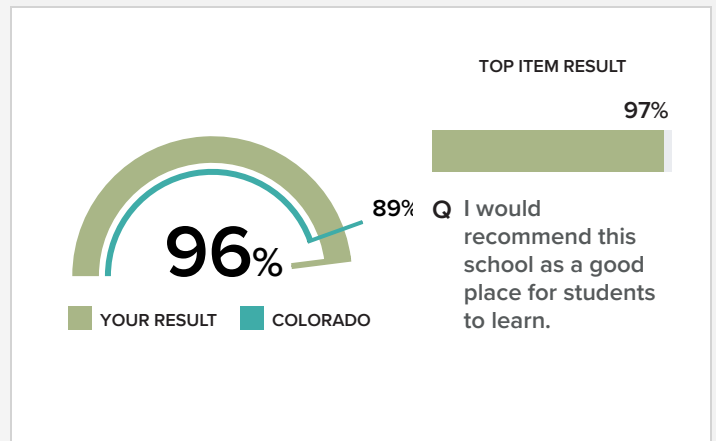 TOP ITEM RESULT
97%
89%
96%
YOUR RESULT
COLORADO
Q I would
recommend this
school as a good
place for students
to learn.